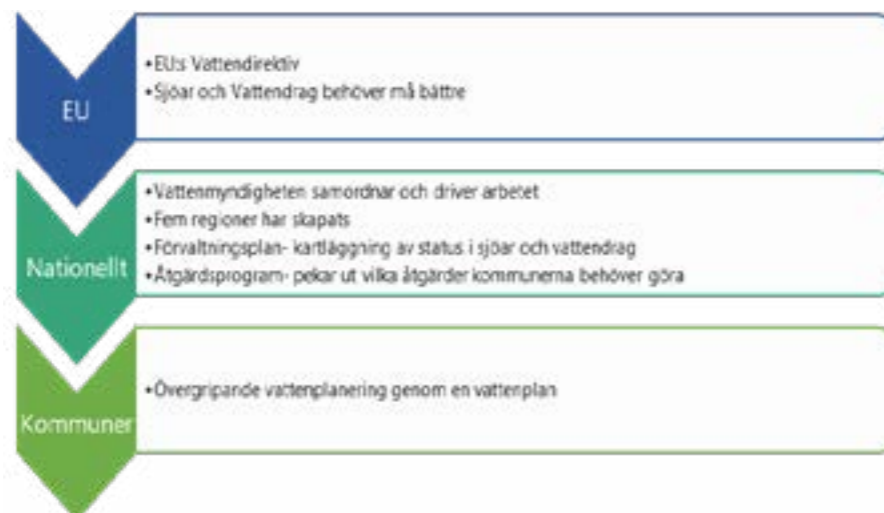 EU
•EU:s Vattendirektiv
•Sjöar och Vattendrag behöver må bättre
Nationellt
•Vattenmyndigheten samordnar och driver arbetet
•Fem regioner har skapats
•Förvaltningsplan- kartläggning av status i sjöar och vattendrag
•Åtgärdsprogram- pekar ut vilka åtgärder kommunerna behöver göra
Kommuner
•Övergripande vattenplanering genom en vattenplan